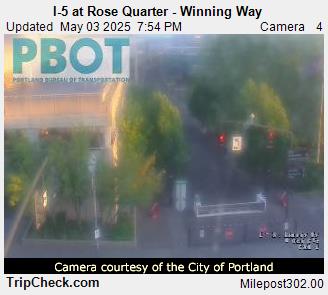 I-5 at Rose Quarter - Winning Way
Updated May 03 2025 7:54 PM Camera 4
PBOT
PORTLAND BUREAU OF TRANSPORTATION
Camera courtesy of the City of Portland
TripCheck.com Milepost302.00